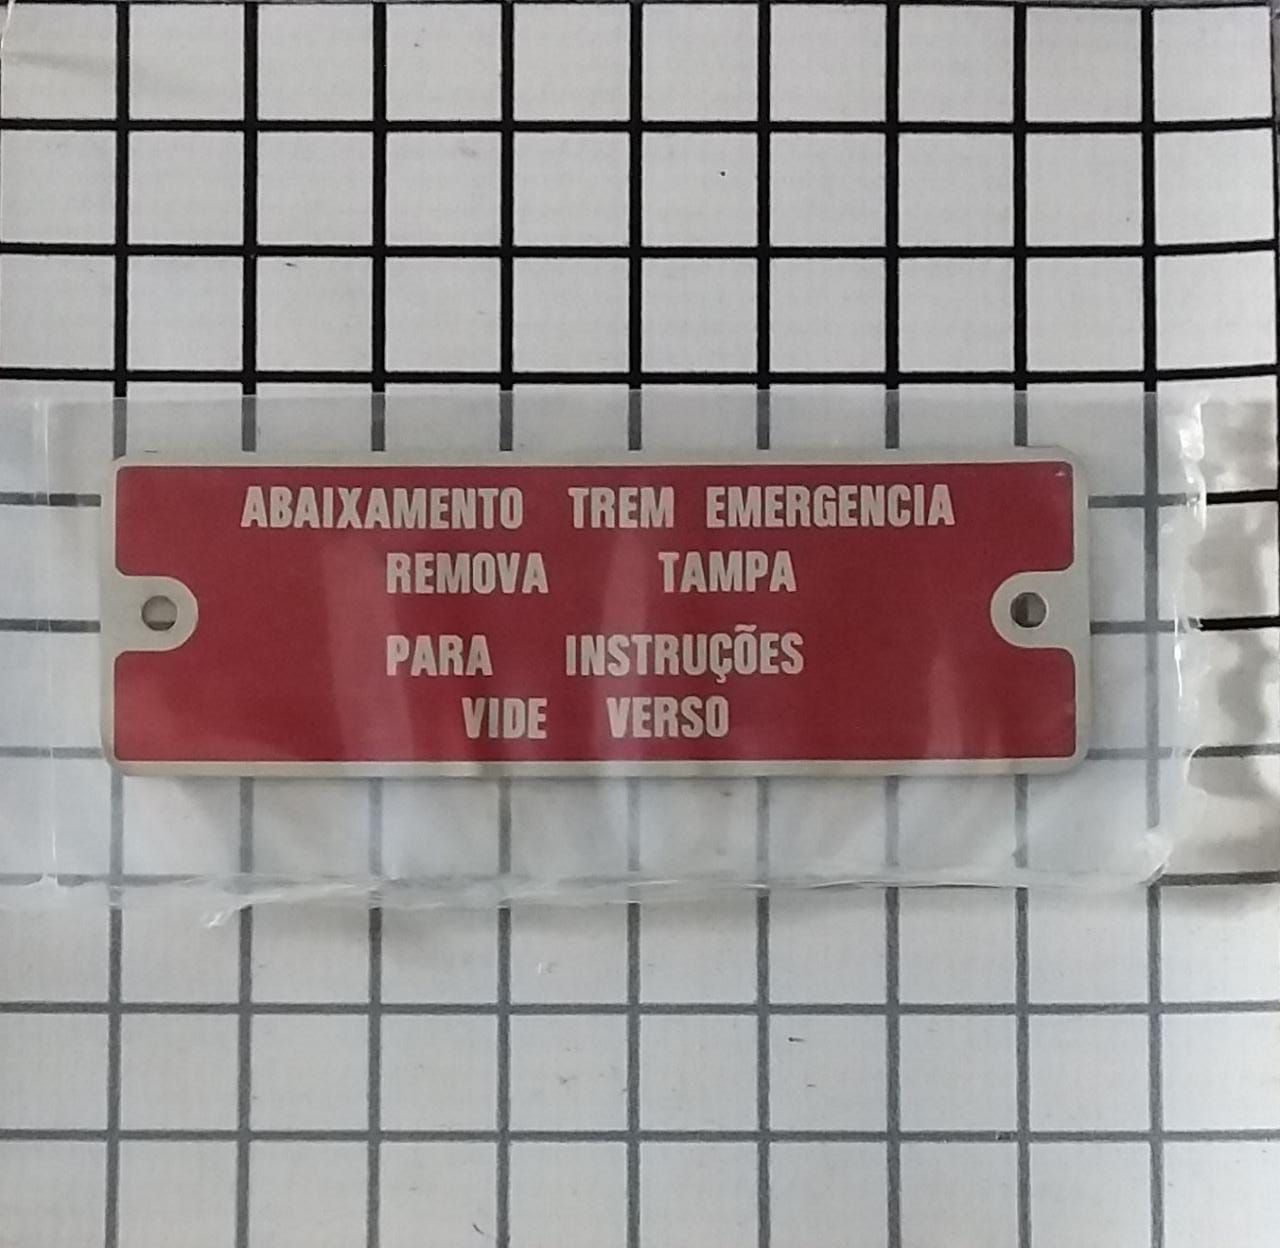 ABAIXAMENTO TREM EMERGENCIA
REMOVA TAMPA
PARA INSTRUÇÕES
VIDE VERSO